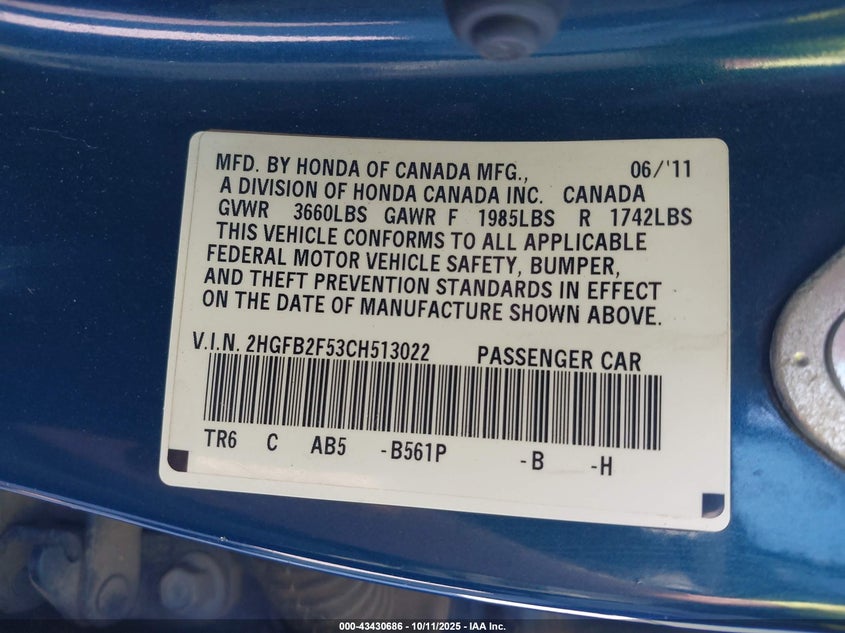 MFD. BY HONDA OF CANADA MFG., 06/'11
A DIVISION OF HONDA CANADA INC. CANADA
GVWR 3660LBS GAWR F 1985LBS R 1742LBS
THIS VEHICLE CONFORMS TO ALL APPLICABLE
FEDERAL MOTOR VEHICLE SAFETY, BUMPER,
AND THEFT PREVENTION STANDARDS IN EFFECT
ON THE DATE OF MANUFACTURE SHOWN ABOVE.
V.I.N. 2HGFB2F53CH513022 PASSENGER CAR
TR6 C AB5 -B561P -B -H
000-43430686 - 10/11/2025 - IAA Inc.